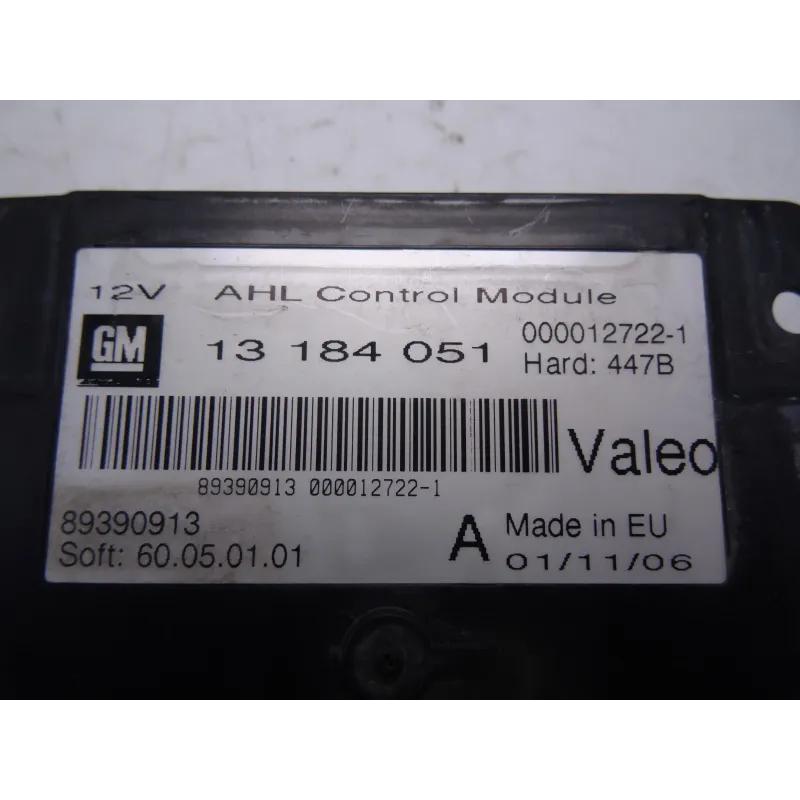 12V AHL Control Module
GM 13 184 051 000012722-1
Hard: 447B
Valeo
89390913 000012722-1
89390913
Soft: 60.05.01.01
A Made in EU
01/11/06